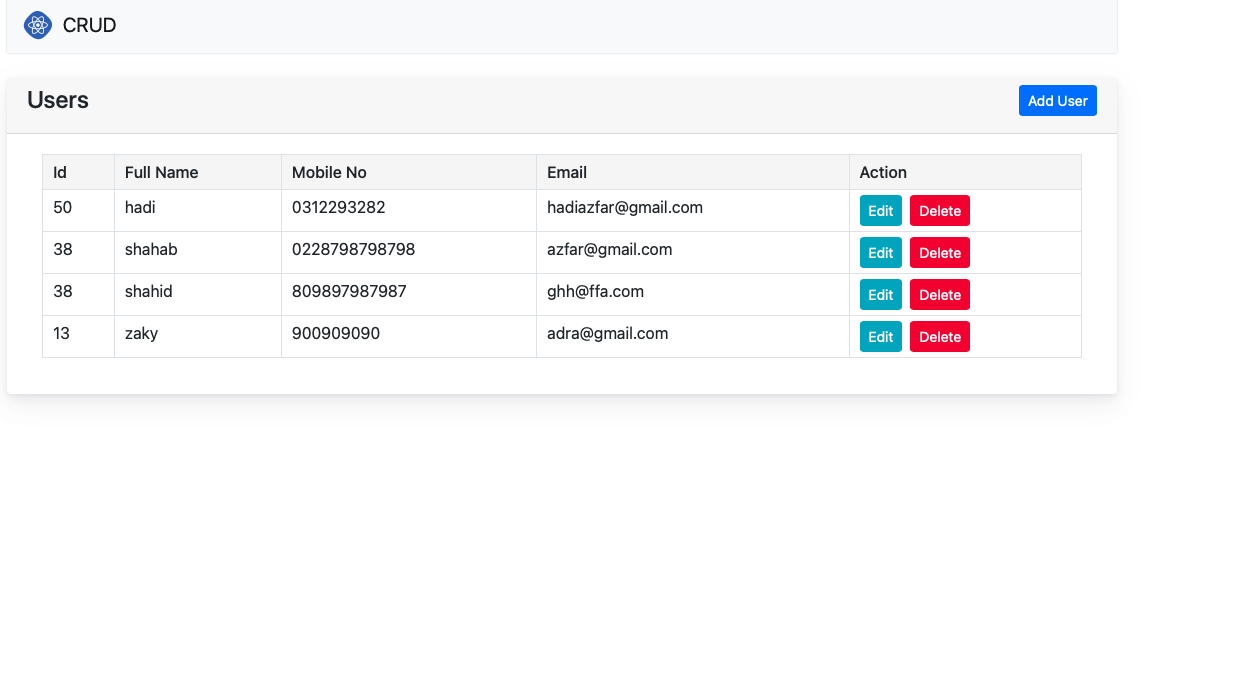 CRUD
Users Add User
Id Full Name Mobile No Email Action
50 hadi 0312293282 hadiazfar@gmail.com Edit Delete
38 shahab 0228798798798 azfar@gmail.com Edit Delete
38 shahid 809897987987 ghh@ffa.com Edit Delete
13 zaky 900909090 adra@gmail.com Edit Delete